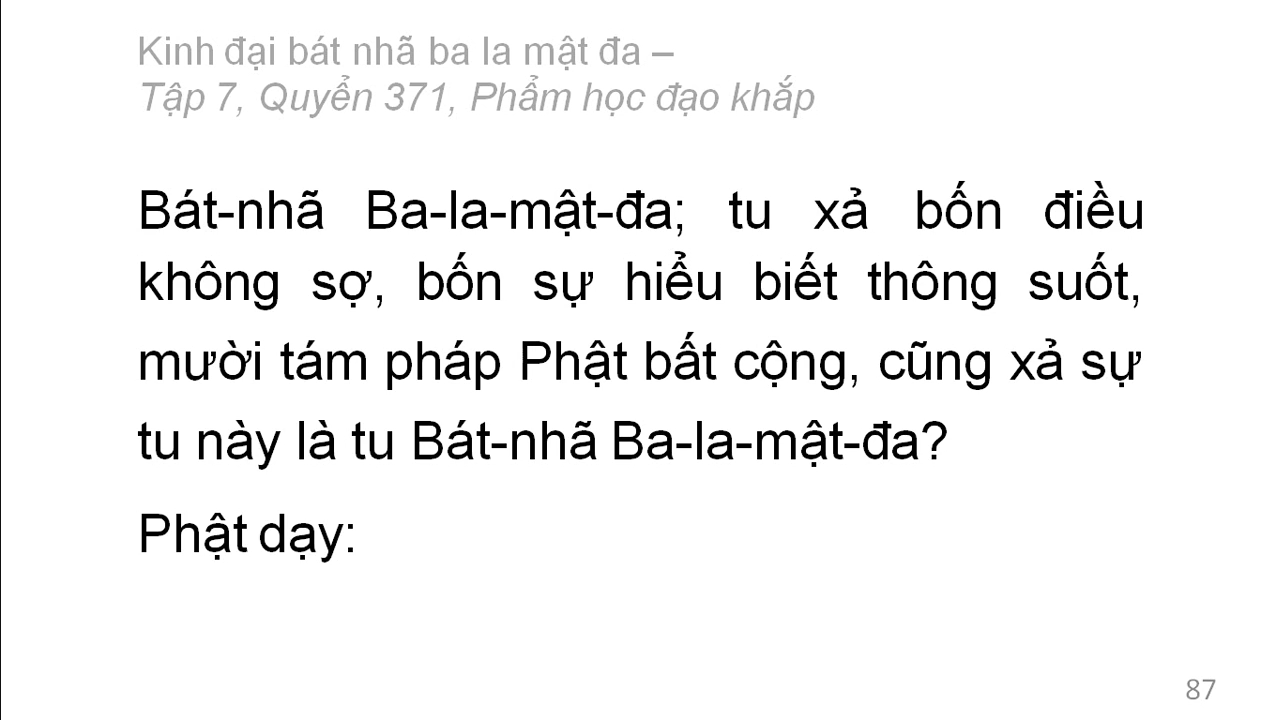 Kinh đại bát nhã ba la mật đa –
Tập 7, Quyển 371, Phẩm học đạo khắp
Bát-nhã Ba-la-mật-đa; tu xả bốn điều
không sợ, bốn sự hiểu biết thông suốt,
mười tám pháp Phật bất cộng, cũng xả sự
tu này là tu Bát-nhã Ba-la-mật-đa?
Phật dạy:
87